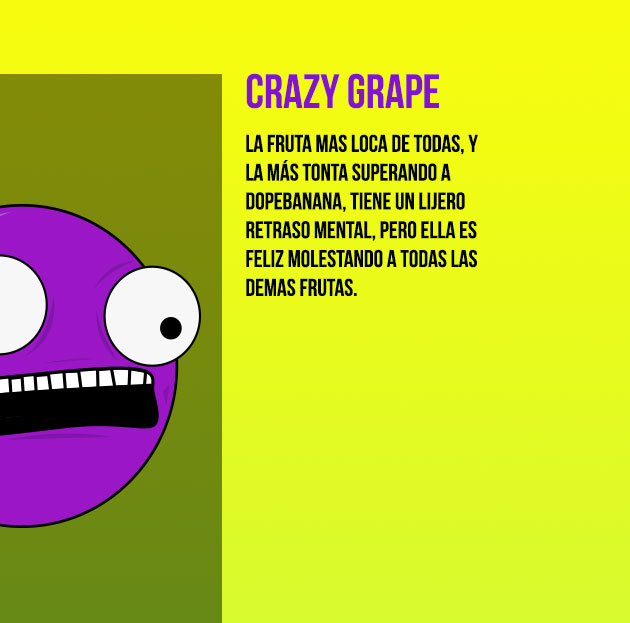 CRAZY GRAPE
LA FRUTA MAS LOCA DE TODAS, Y
LA MÁS TONTA SUPERANDO A
DOPEBANANA, TIENE UN LIJERO
RETRASO MENTAL, PERO ELLA ES
FELIZ MOLESTANDO A TODAS LAS
DEMAS FRUTAS.